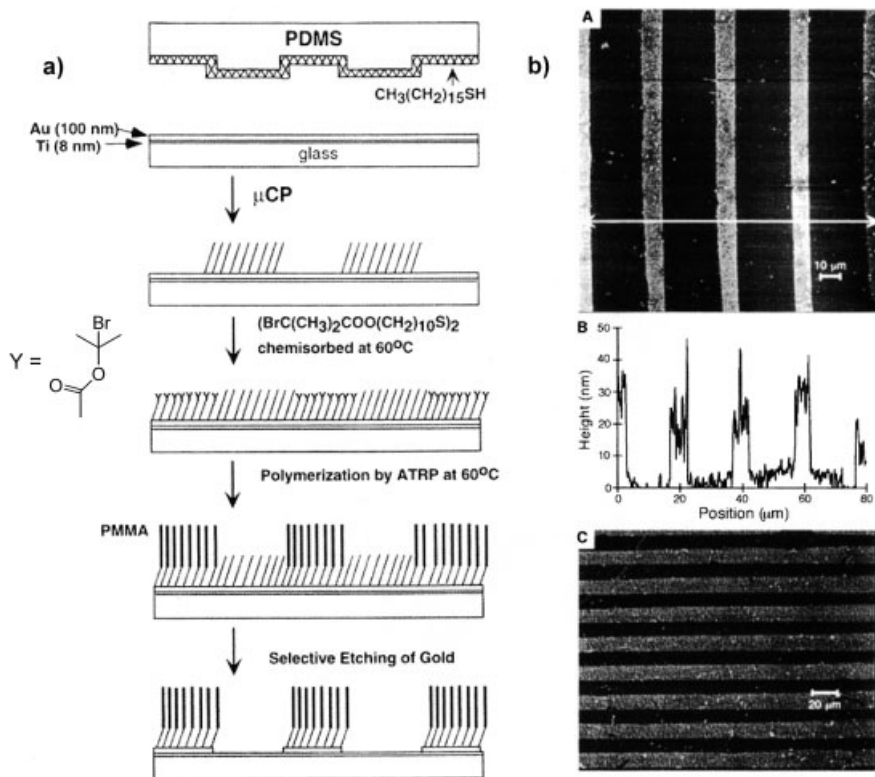 a)
PDMS
CH3(CH2)15SH
Au (100 nm)
Ti (8 nm)
glass
μCP
(BrC(CH3)2COO(CH2)10S)2
chemisorbed at 60ºC
Y =
Br
O
O
Polymerization by ATRP at 60ºC
PMMA
Selective Etching of Gold
b)
A
10 μm
B
50
40
30
20
10
0
Height (nm)
0
20
40
60
80
Position (μm)
C
20 μm